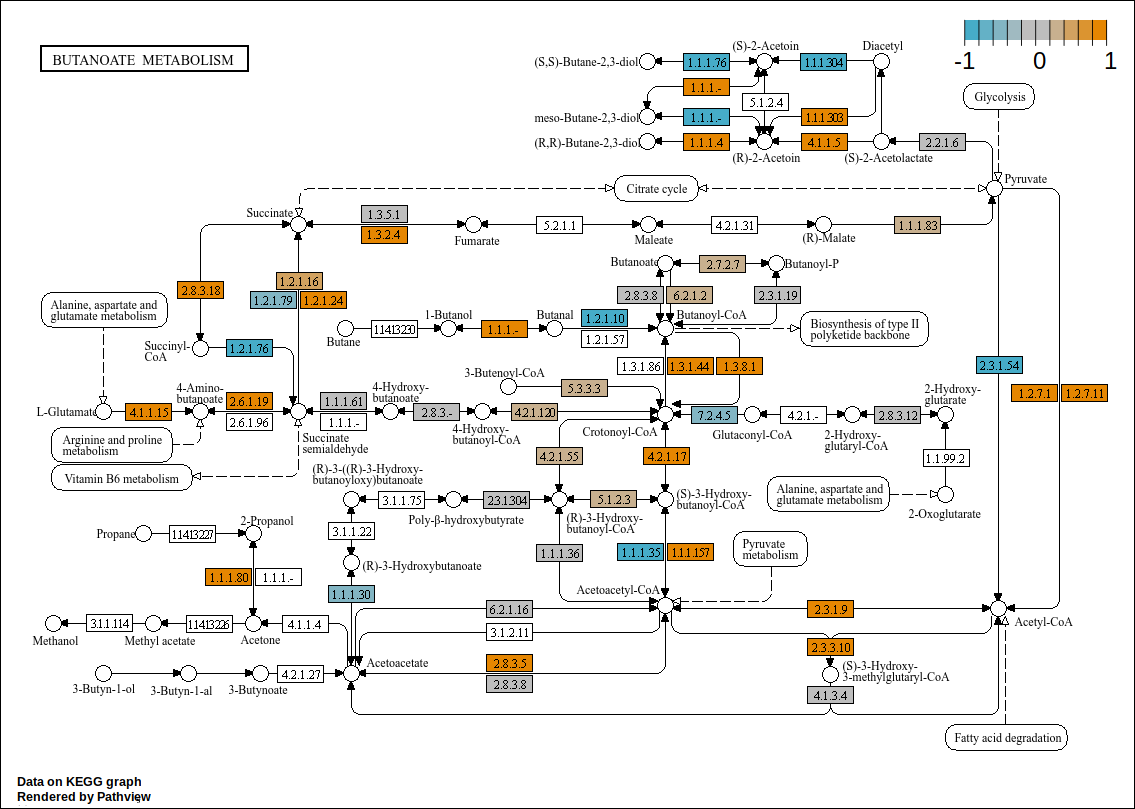 BUTANOATE METABOLISM
-1 0 1
(S)-2-Acetoin
Diacetyl
(S,S)-Butane-2,3-diol
1.1.1.76
1.1.1.304
1.1.1.-
5.1.2.4
Glycolysis
meso-Butane-2,3-diol
1.1.1.-
1.1.1.303
(R,R)-Butane-2,3-diol
1.1.1.4
4.1.1.5
2.2.1.6
(R)-2-Acetoin
(S)-2-Acetolactate
Pyruvate
Citrate cycle
Succinate
1.3.5.1
1.3.2.4
Fumarate
5.2.1.1
Maleate
4.2.1.31
(R)-Malate
1.1.1.83
Butanoate
2.7.2.7
Butanoyl-P
2.8.3.18
1.2.1.16
1.2.1.79
1.2.1.24
2.8.3.8
6.2.1.2
2.3.1.19
Alanine, aspartate and
glutamate metabolism
Butane
11413230
1-Butanol
1.1.1.-
Butanal
1.2.1.10
1.2.1.57
Butanoyl-CoA
Biosynthesis of type II
polyketide backbone
Succinyl-
CoA
1.2.1.76
1.3.1.86
1.3.1.44
1.3.8.1
2.3.1.54
3-Butenoyl-CoA
5.3.3.3
1.2.7.1
1.2.7.11
L-Glutamate
4.1.1.15
4-Amino-
butanoate
2.6.1.19
2.6.1.96
1.1.1.61
1.1.1.-
4-Hydroxy-
butanoate
2.8.3.-
4.2.1.120
4-Hydroxy-
butanoyl-CoA
Crotonoyl-CoA
7.2.4.5
Glutaconyl-CoA
4.2.1.-
2-Hydroxy-
glutaryl-CoA
2.8.3.12
2-Hydroxy-
glutarate
Arginine and proline
metabolism
Succinate
semialdehyde
Vitamin B6 metabolism
4.2.1.55
4.2.1.17
1.1.99.2
(R)-3-((R)-3-Hydroxy-
butanoyloxy)butanoate
3.1.1.75
Poly-β-hydroxybutyrate
23.1304
(R)-3-Hydroxy-
butanoyl-CoA
5.1.2.3
(S)-3-Hydroxy-
butanoyl-CoA
Alanine, aspartate and
glutamate metabolism
2-Oxoglutarate
Propane
11413227
2-Propanol
3.1.1.22
1.1.1.36
1.1.1.35
1.1.1.157
Pyruvate
metabolism
(R)-3-Hydroxybutanoate
1.1.1.80
1.1.1.-
1.1.1.30
Acetoacetyl-CoA
Methanol
3.1.1.114
Methyl acetate
11413226
Acetone
4.1.1.4
6.2.1.16
3.1.2.11
2.3.1.9
Acetyl-CoA
2.3.3.10
3-Butyn-1-ol
3-Butyn-1-al
3-Butynoate
4.2.1.27
Acetoacetate
2.8.3.5
2.8.3.8
(S)-3-Hydroxy-
3-methylglutaryl-CoA
4.1.3.4
Fatty acid degradation
Data on KEGG graph
Rendered by Pathview